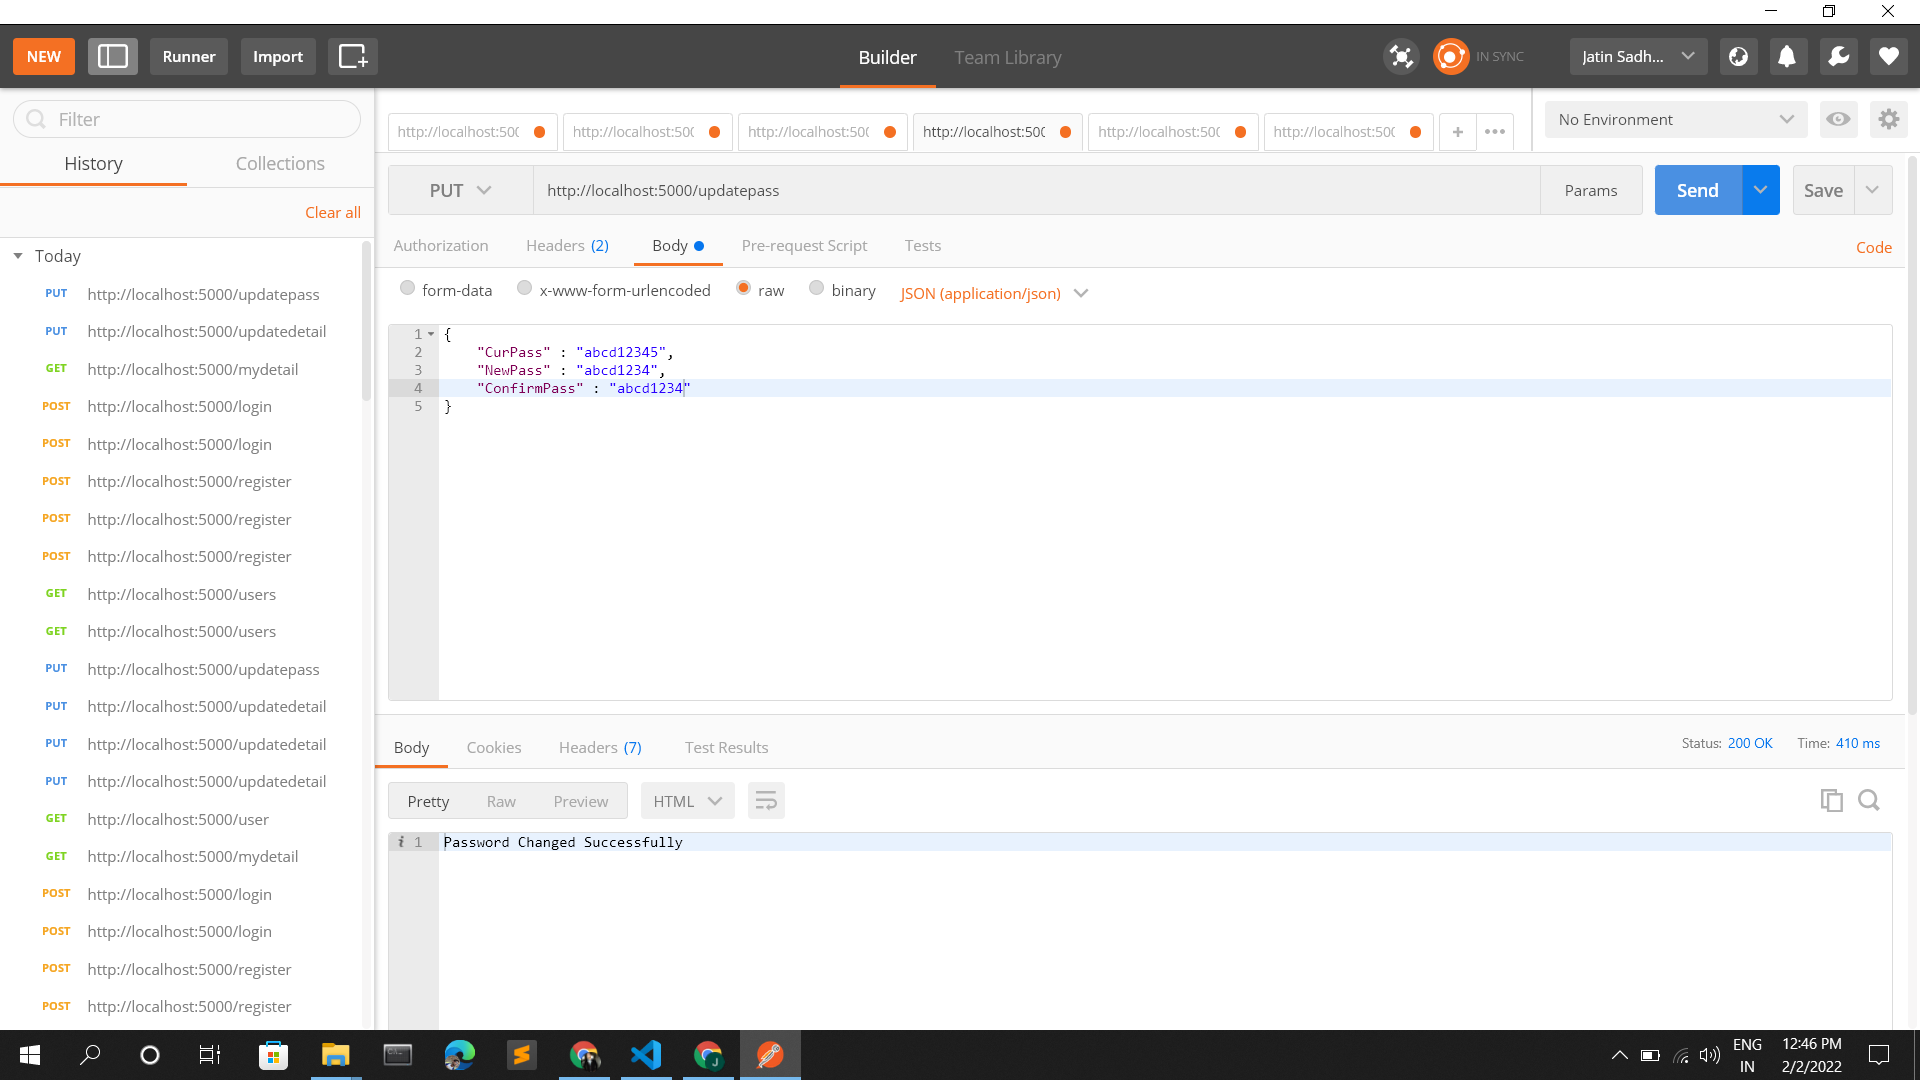 NEW
Runner
Import
Builder
Team Library
IN SYNC
Jatin Sadh...
Filter
History
Collections
Clear all
Today
PUT http://localhost:5000/updatepass
PUT http://localhost:5000/updatedetail
GET http://localhost:5000/mydetail
POST http://localhost:5000/login
POST http://localhost:5000/login
POST http://localhost:5000/register
POST http://localhost:5000/register
POST http://localhost:5000/register
GET http://localhost:5000/users
GET http://localhost:5000/users
PUT http://localhost:5000/updatepass
PUT http://localhost:5000/updatedetail
PUT http://localhost:5000/updatedetail
PUT http://localhost:5000/updatedetail
GET http://localhost:5000/user
GET http://localhost:5000/mydetail
POST http://localhost:5000/login
POST http://localhost:5000/login
POST http://localhost:5000/register
POST http://localhost:5000/register
http://localhost:500
http://localhost:500
http://localhost:500
http://localhost:500
http://localhost:500
http://localhost:500
No Environment
PUT
http://localhost:5000/updatepass
Params
Send
Save
Authorization
Headers (2)
Body
Pre-request Script
Tests
Code
form-data
x-www-form-urlencoded
raw
binary
JSON (application/json)
1 {
2 "CurPass" : "abcd12345",
3 "NewPass" : "abcd1234",
4 "ConfirmPass" : "abcd1234"
5 }
Body
Cookies
Headers (7)
Test Results
Status: 200 OK
Time: 410 ms
Pretty
Raw
Preview
HTML
i 1 Password Changed Successfully
ENG
IN
12:46 PM
2/2/2022